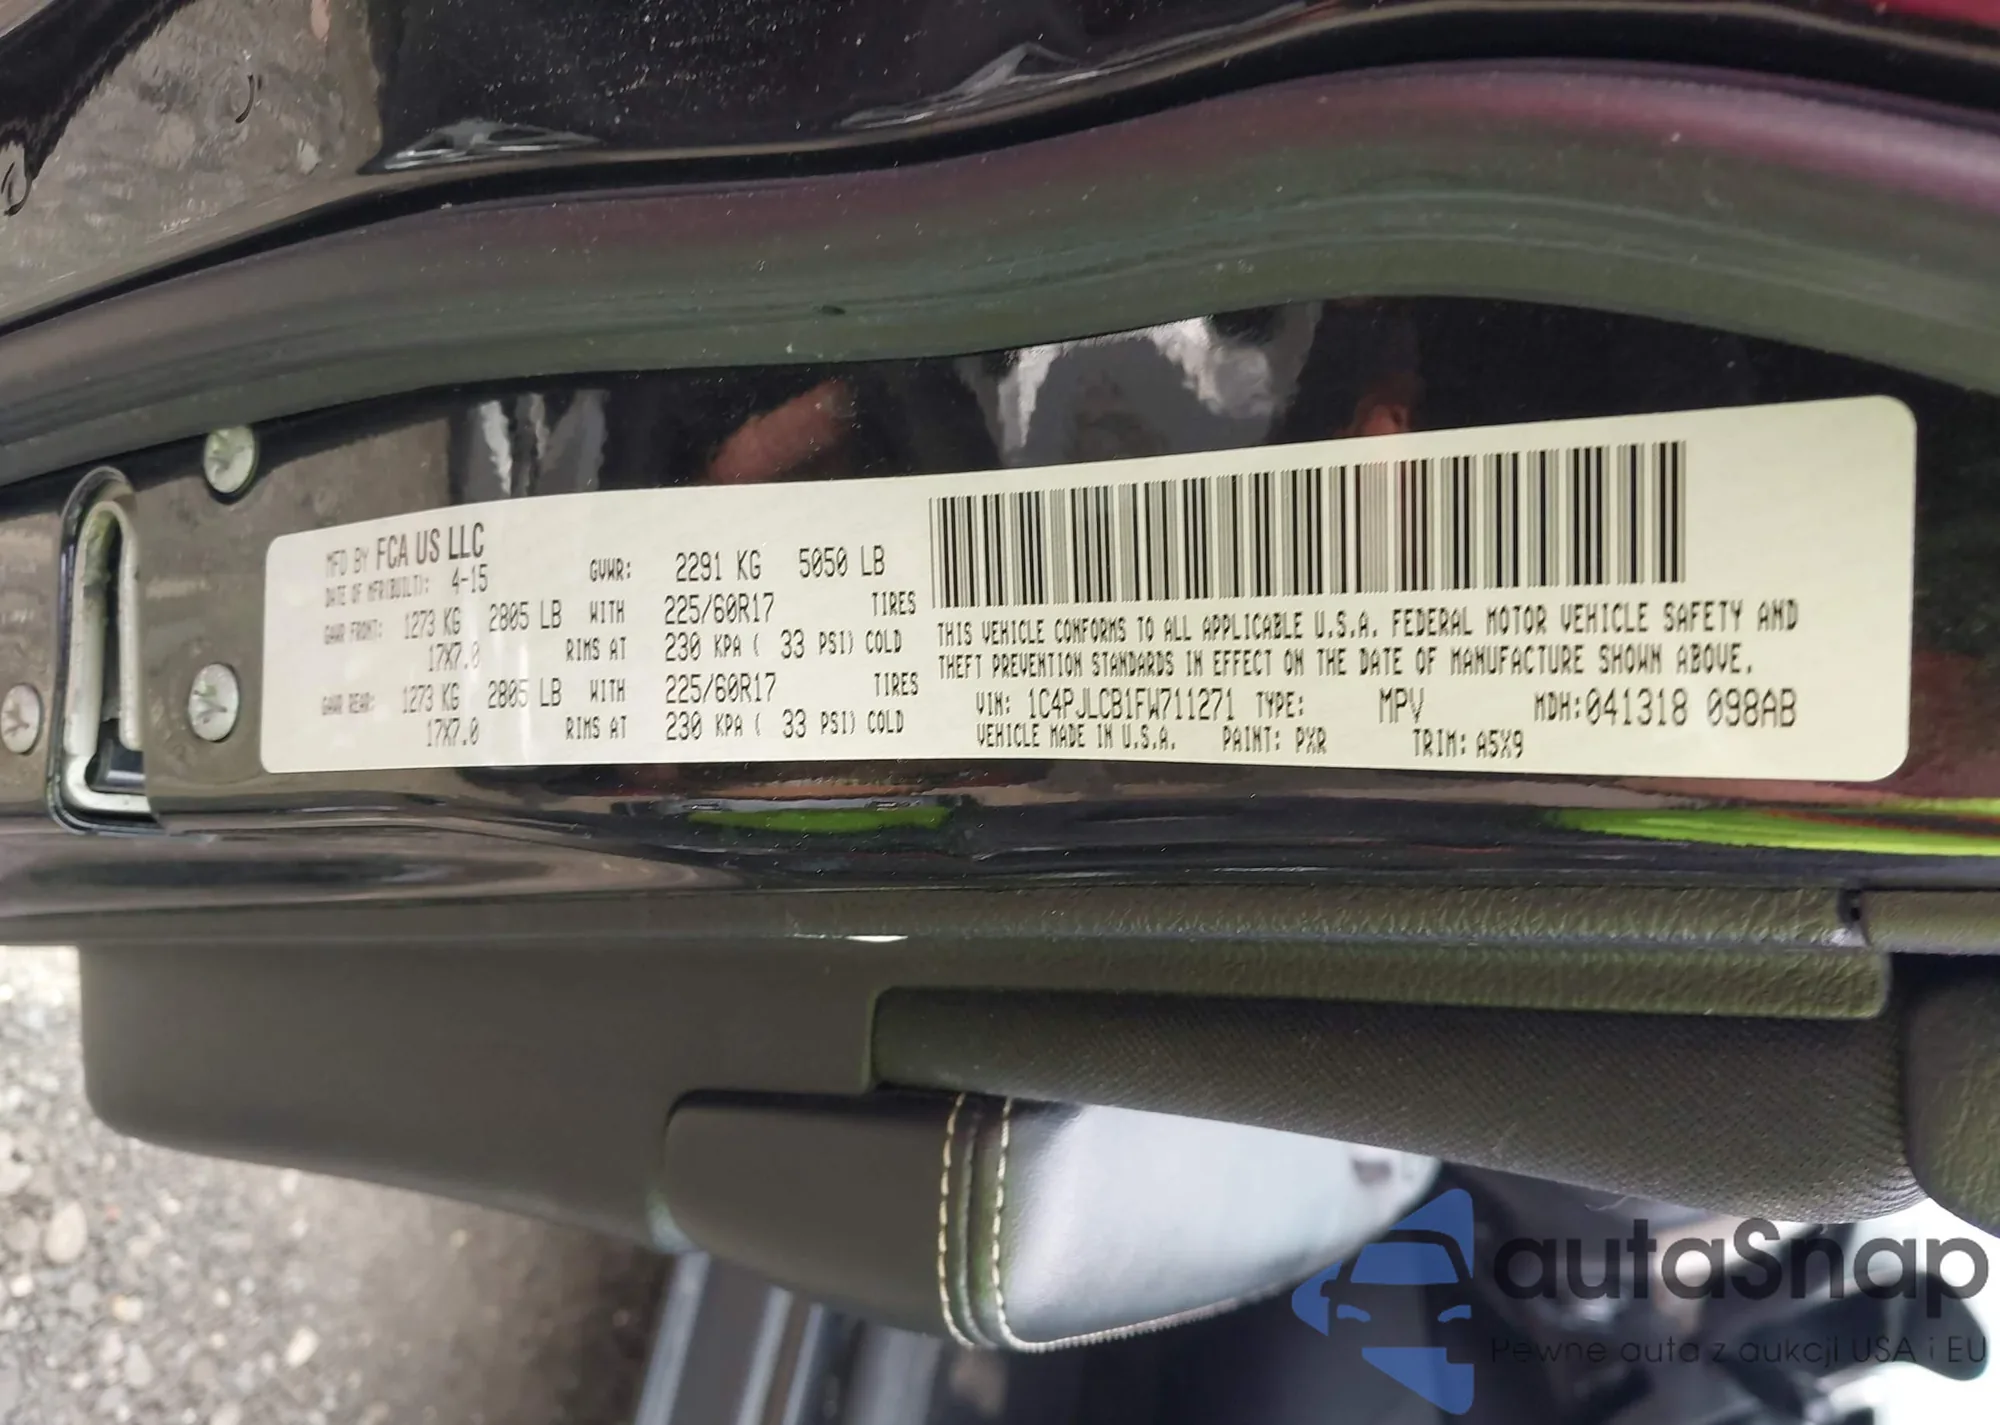 MFD BY FCA US LLC
DATE OF MFR(BUILT): 4-15 GVWR: 2291 KG 5050 LB
GAWR FRONT: 1273 KG 2805 LB WITH 225/60R17 TIRES
17X7.0 RIMS AT 230 KPA ( 33 PSI) COLD
GAWR REAR: 1273 KG 2805 LB WITH 225/60R17 TIRES
17X7.0 RIMS AT 230 KPA ( 33 PSI) COLD
THIS VEHICLE CONFORMS TO ALL APPLICABLE U.S.A. FEDERAL MOTOR VEHICLE SAFETY AND
THEFT PREVENTION STANDARDS IN EFFECT ON THE DATE OF MANUFACTURE SHOWN ABOVE.
VIN: 1C4PJLCB1FW711271 TYPE: MPV MDH:041318 098AB
VEHICLE MADE IN U.S.A. PAINT: PXR TRIM: A5X9
autaSnap
Pewne auta z aukcji USA i EU